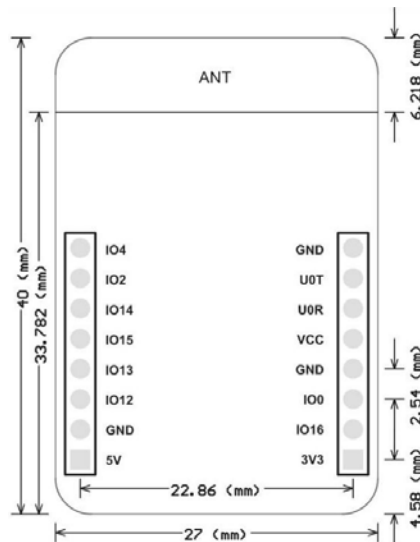 ANT
6.218 (mm)
40 (mm)
33.782 (mm)
IO4 GND
IO2 U0T
IO14 U0R
IO15 VCC
IO13 GND
IO12 IO0
GND IO16
5V 3V3
2.54 (mm)
22.86 (mm)
4.58 (mm)
27 (mm)